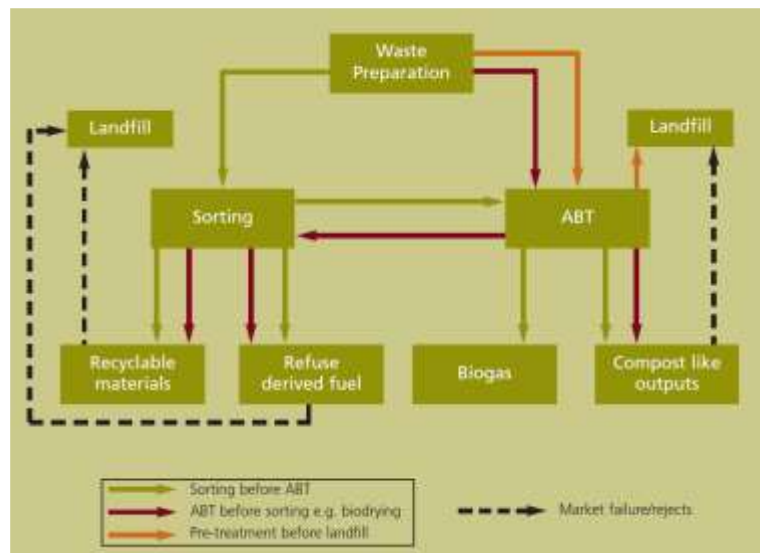 Waste
Preparation
Landfill
Landfill
Sorting
ABT
Recyclable
materials
Refuse
derived fuel
Biogas
Compost like
outputs
Sorting before ABT
ABT before sorting e.g. biodrying
Pre-treatment before landfill
Market failure/rejects